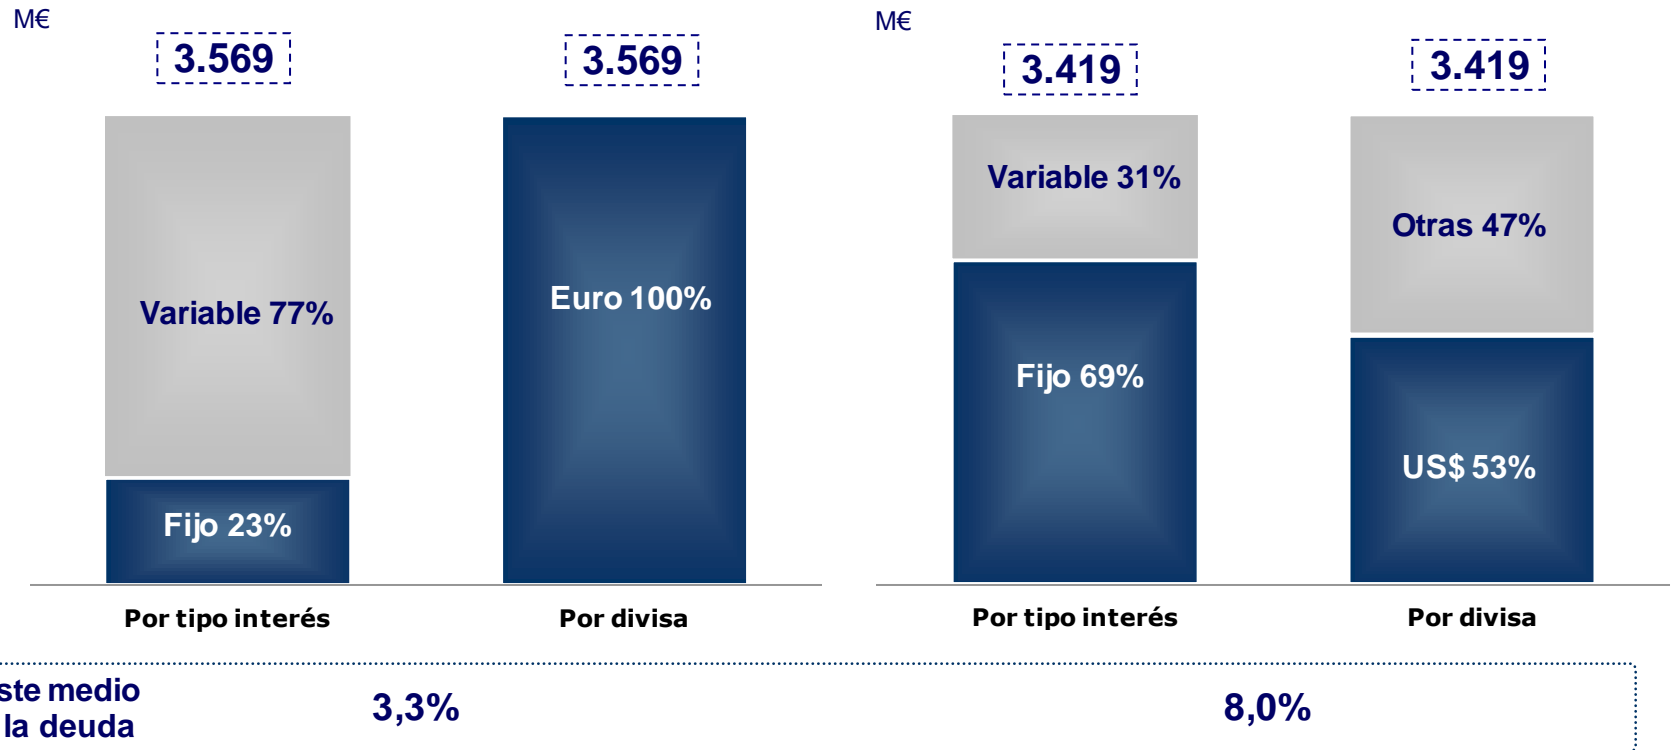 M€
3.569
3.569
Variable 77%
Fijo 23%
Euro 100%
Por tipo interés
Por divisa
M€
3.419
3.419
Variable 31%
Fijo 69%
Otras 47%
US$ 53%
Por tipo interés
Por divisa
ste medio
la deuda
3,3%
8,0%